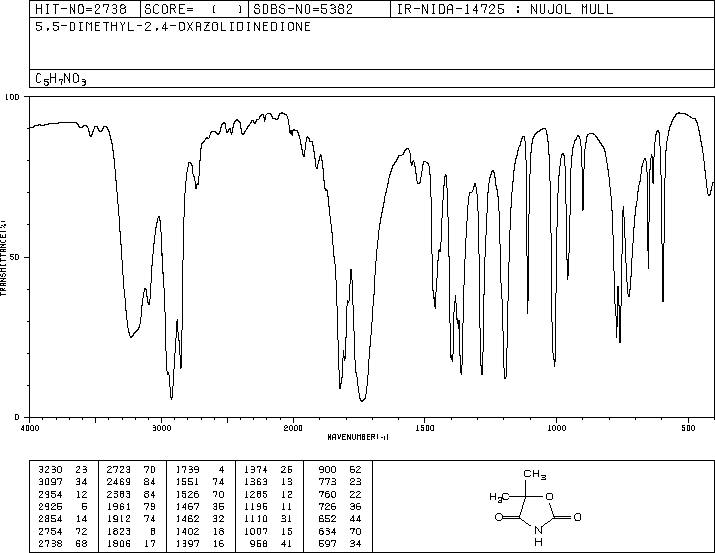 HIT-NO=2738 SCORE= ( ) SDBS-NO=5382 IR-NIDA-14725 : NUJOL MULL
5,5-DIMETHYL-2,4-OXAZOLIDINEDIONE
C5H7NO3
100
50
0
TRANSMITTANCE(%)
4000 3000 2000 1500 1000 500
WAVENUMBER(-1)
3230 23 2723 70 1739 4 1374 26 900 62
3097 34 2469 84 1551 74 1363 13 773 23
2954 12 2383 84 1526 70 1285 12 760 22
2925 6 1961 79 1467 36 1196 11 726 36
2854 14 1912 74 1462 32 1110 31 652 44
2754 72 1823 8 1402 18 1007 15 634 70
2738 68 1806 17 1397 16 958 41 597 34
CH3
H3C
O
O
O
N
H